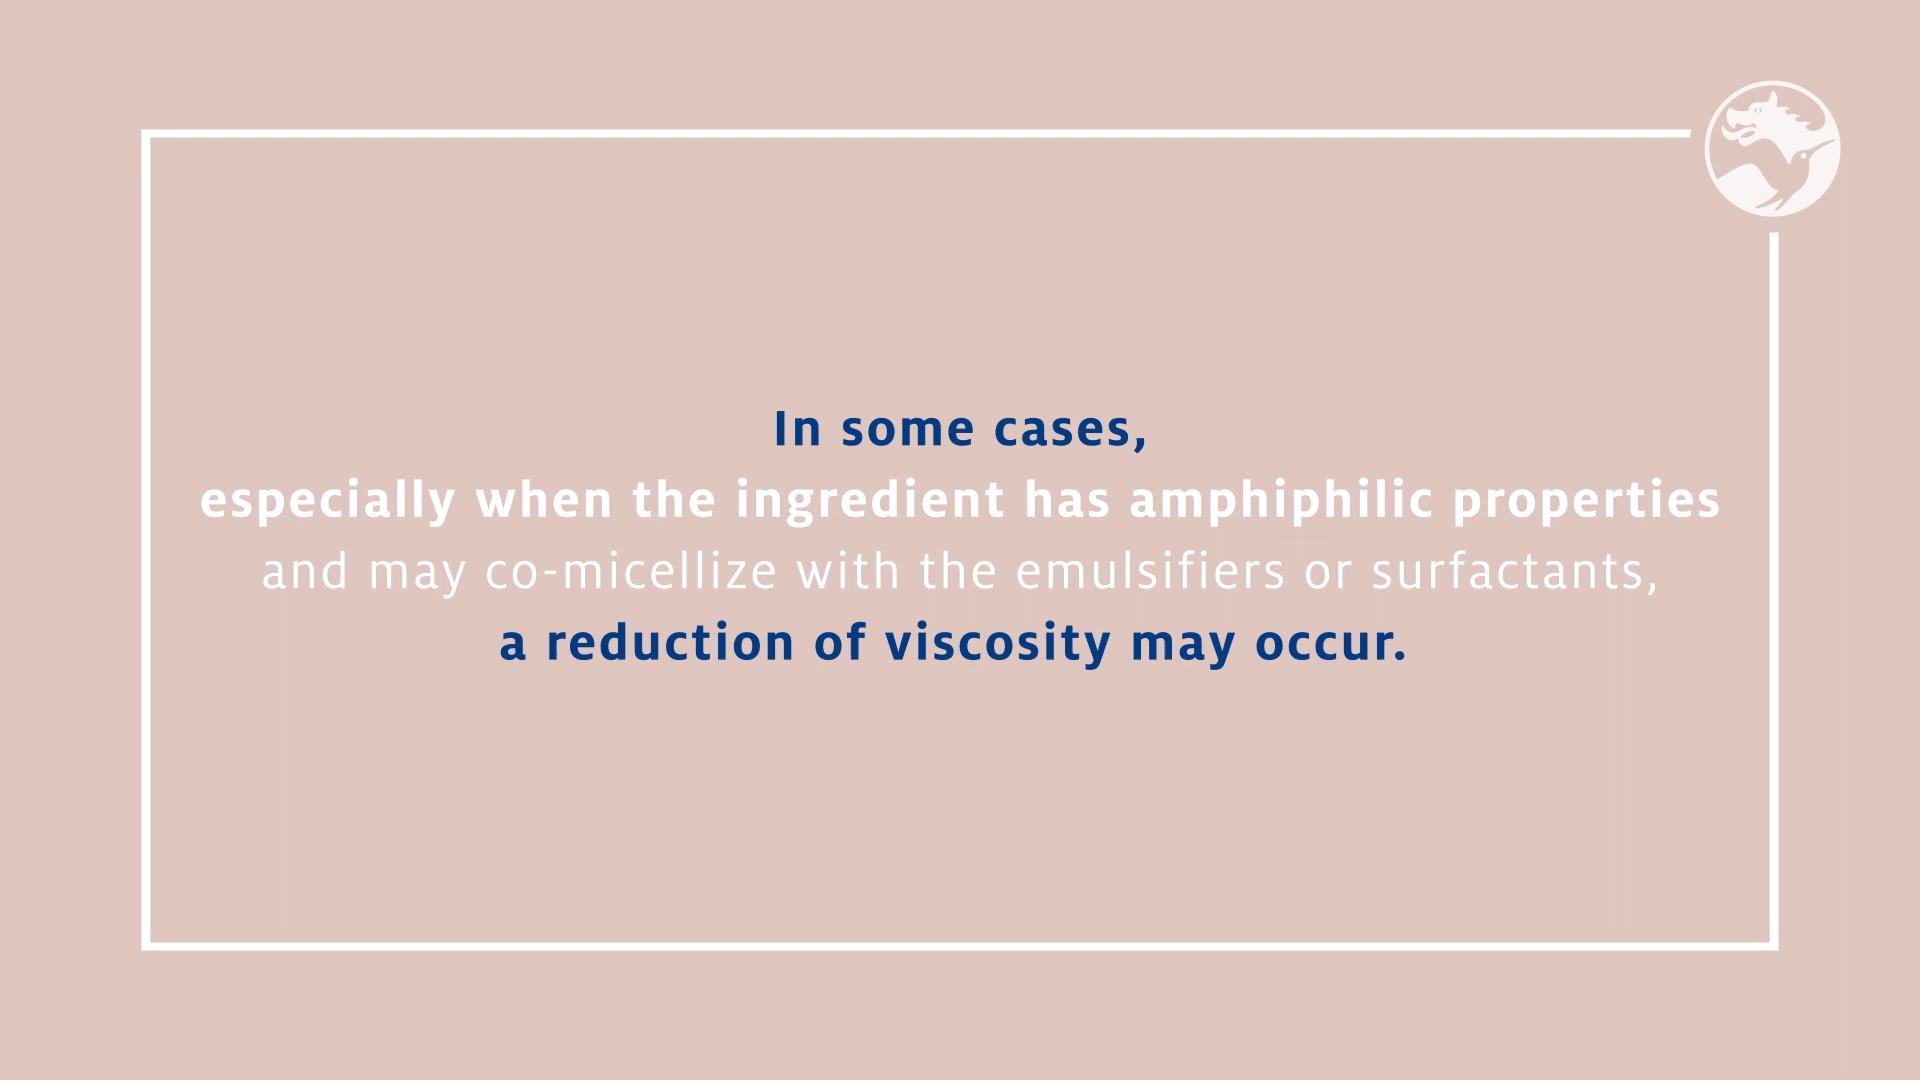 In some cases,
especially when the ingredient has amphiphilic properties
and may co-micellize with the emulsifiers or surfactants,
a reduction of viscosity may occur.